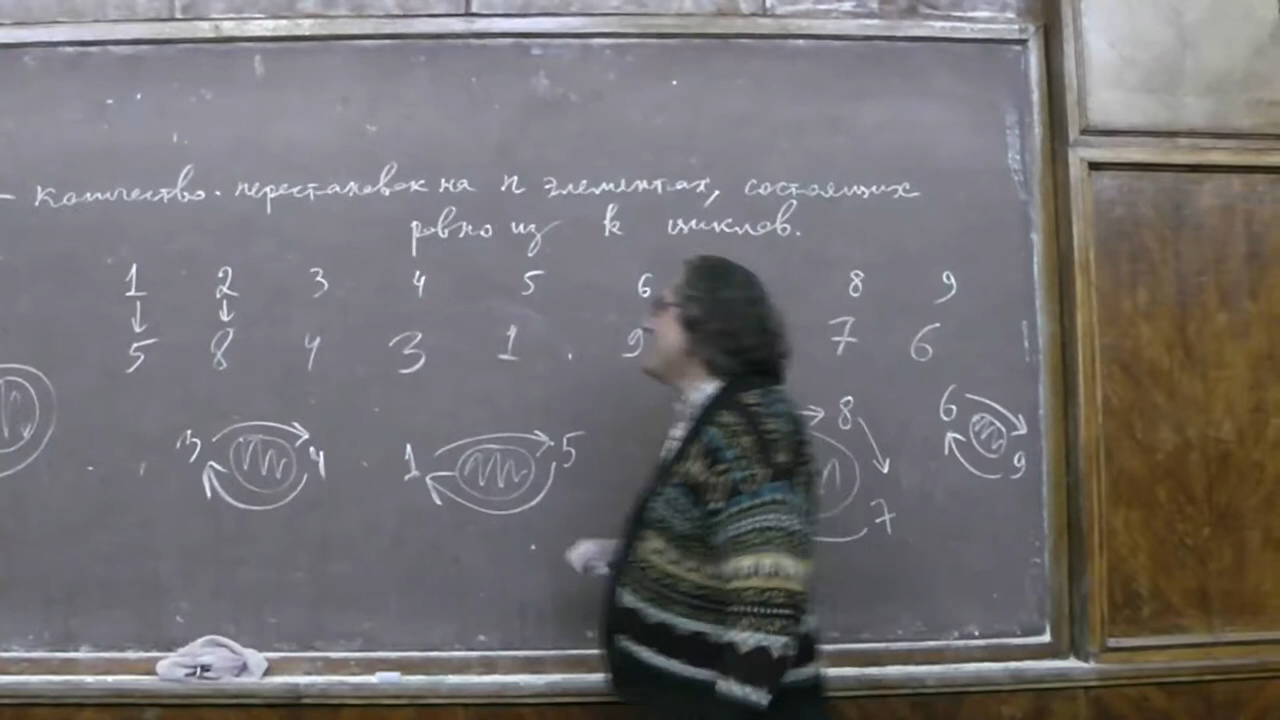 – количество перестановок на n элементах, состоящих
ровно из k циклов.
1 2 3 4 5 6 8 9
↓ ↓
5 8 4 3 1 . 9 7 6
3 4 1 5 8 7 6 9